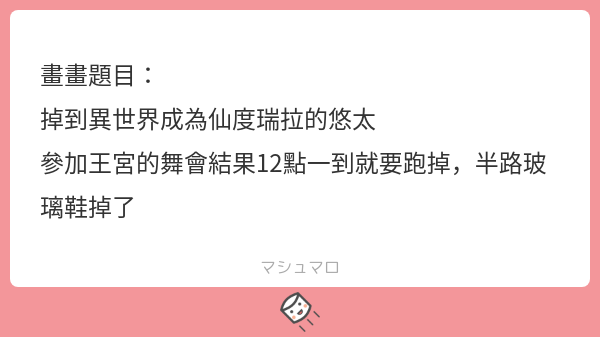 畫畫題目：
掉到異世界成為仙度瑞拉的悠太
參加王宮的舞會結果12點一到就要跑掉，半路玻
璃鞋掉了
マシュマロ